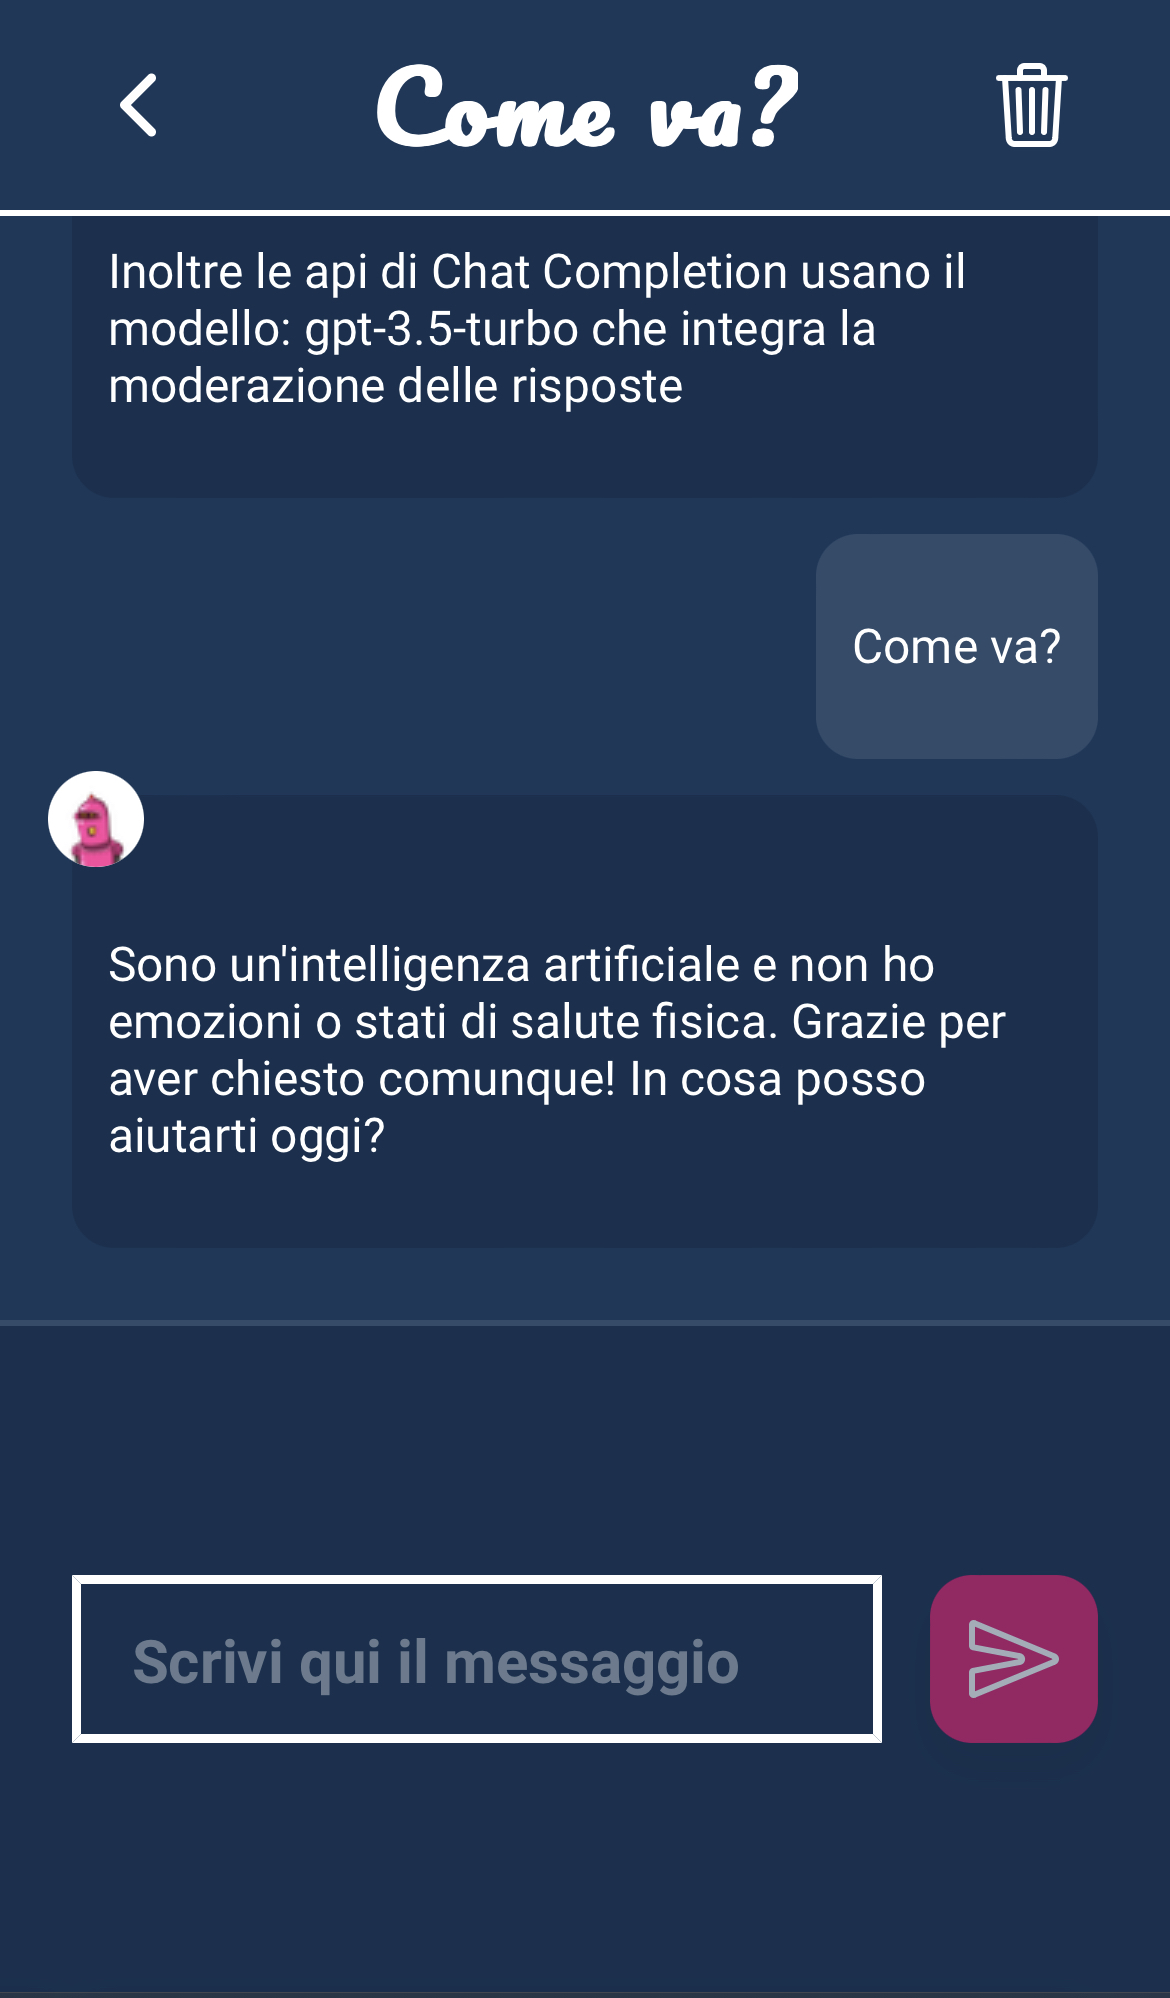 Come va?
Inoltre le api di Chat Completion usano il
modello: gpt-3.5-turbo che integra la
moderazione delle risposte
Come va?
Sono un'intelligenza artificiale e non ho
emozioni o stati di salute fisica. Grazie per
aver chiesto comunque! In cosa posso
aiutarti oggi?
Scrivi qui il messaggio